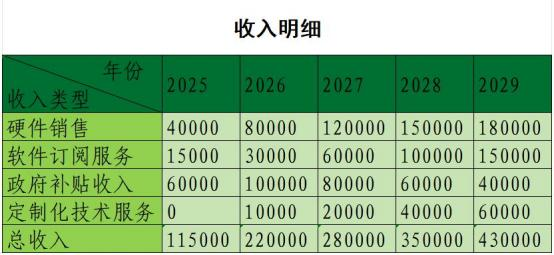 收入明细
年份
收入类型 2025 2026 2027 2028 2029
硬件销售 40000 80000 120000 150000 180000
软件订阅服务 15000 30000 60000 100000 150000
政府补贴收入 60000 100000 80000 60000 40000
定制化技术服务 0 10000 20000 40000 60000
总收入 115000 220000 280000 350000 430000